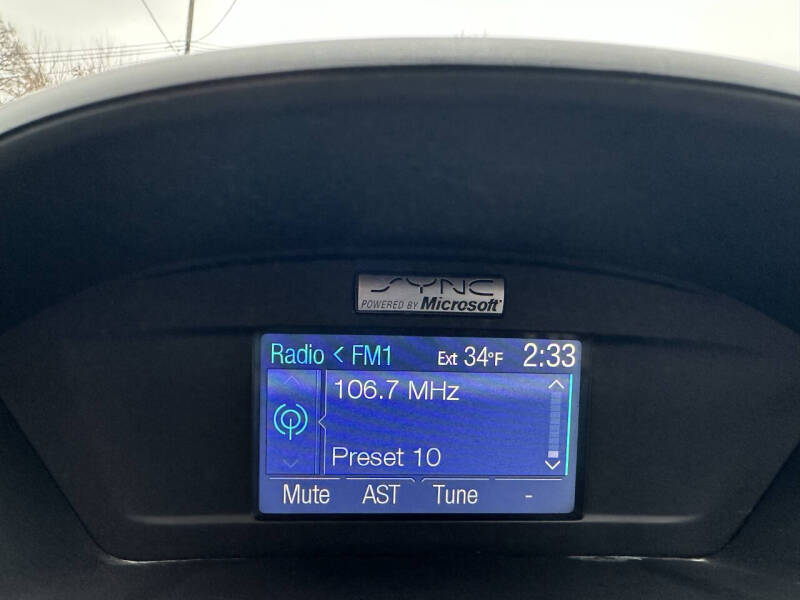 SYNC
POWERED BY Microsoft
Radio < FM1 Ext 34°F 2:33
106.7 MHz
Preset 10
Mute AST Tune -